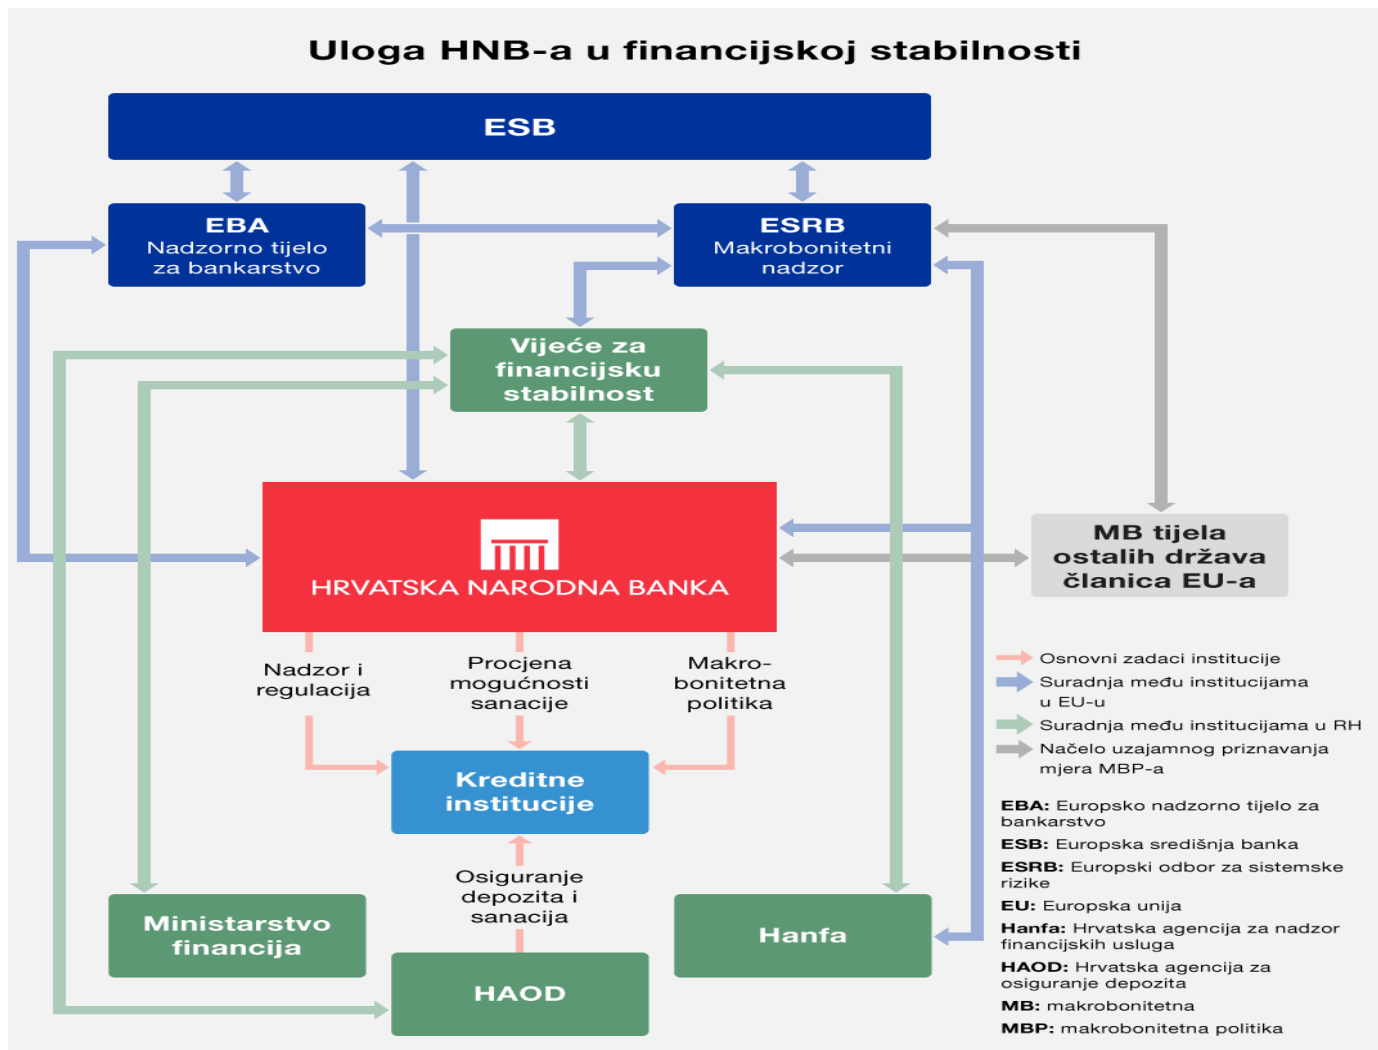 Uloga HNB-a u financijskoj stabilnosti
ESB
EBA
Nadzorno tijelo
za bankarstvo
ESRB
Makrobonitetni
nadzor
Vijeće za
financijsku
stabilnost
HRVATSKA NARODNA BANKA
MB tijela
ostalih država
članica EU-a
Nadzor i
regulacija
Procjena
mogućnosti
sanacije
Makro-
bonitetna
politika
Kreditne
institucije
Osiguranje
depozita i
sanacija
Ministarstvo
financija
HAOD
Hanfa
Osnovni zadaci institucije
Suradnja među institucijama
u EU-u
Suradnja među institucijama u RH
Načelo uzajamnog priznavanja
mjera MBP-a
EBA: Europsko nadzorno tijelo za
bankarstvo
ESB: Europska središnja banka
ESRB: Europski odbor za sistemske
rizike
EU: Europska unija
Hanfa: Hrvatska agencija za nadzor
financijskih usluga
HAOD: Hrvatska agencija za
osiguranje depozita
MB: makrobonitetna
MBP: makrobonitetna politika